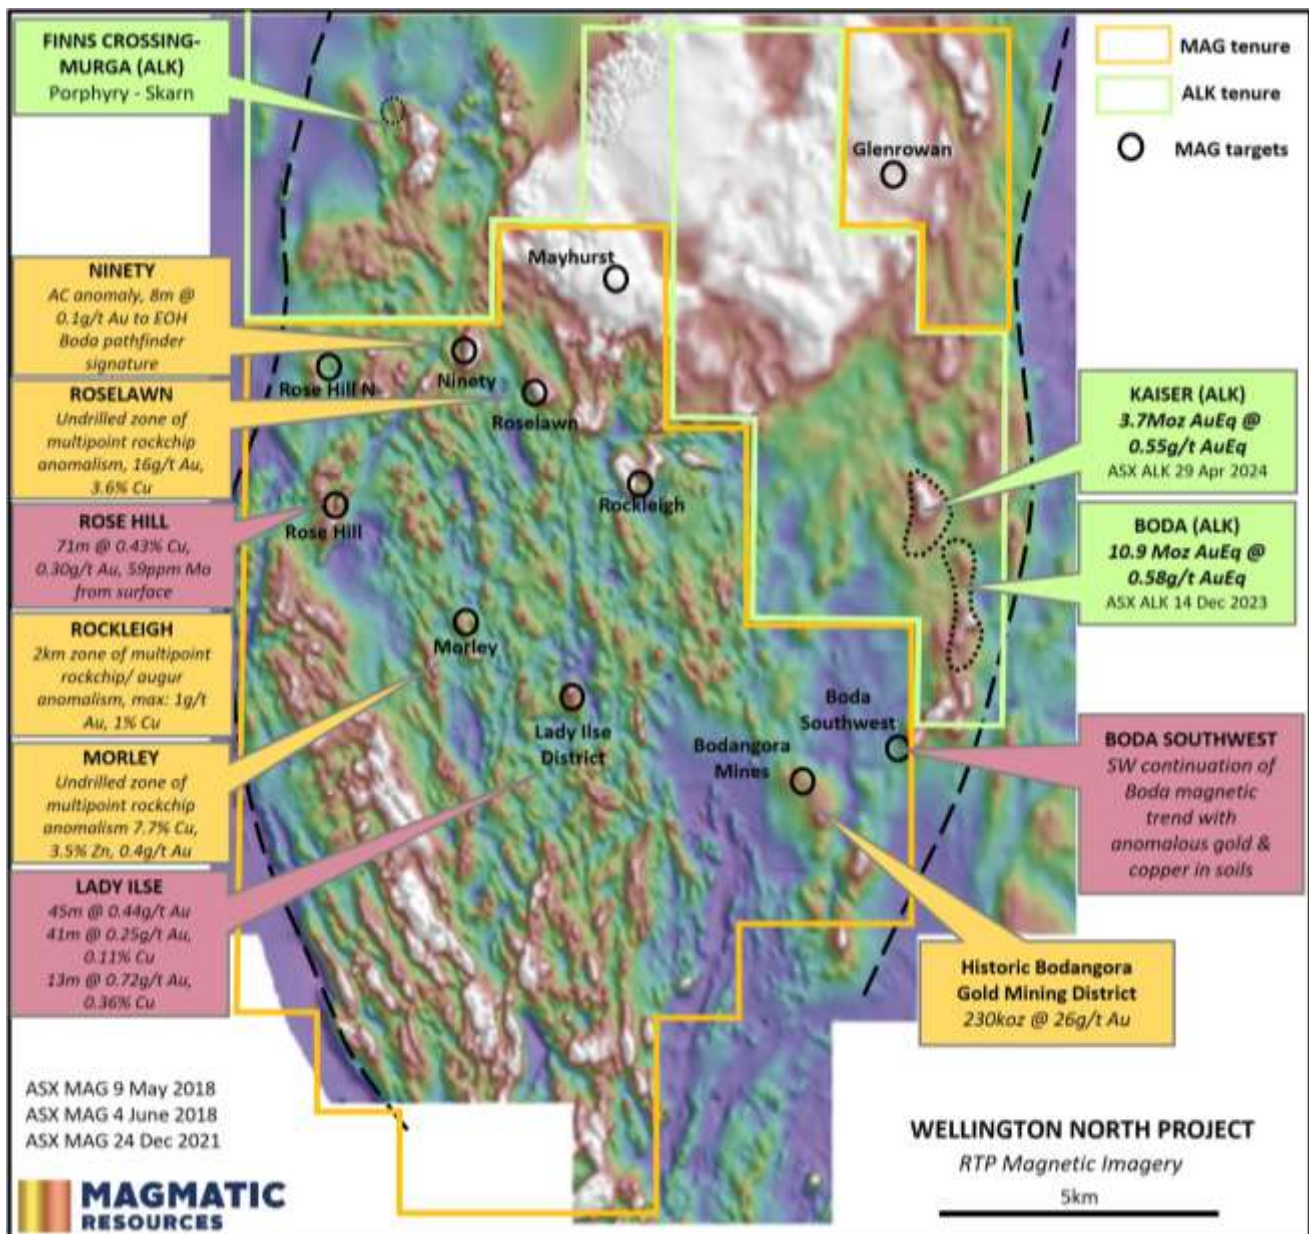 FINNS CROSSING-
MURGA (ALK)
Porphyry - Skarn
MAG tenure
ALK tenure
MAG targets
Glenrowan
Mayhurst
NINETY
AC anomaly, 8m @
0.1g/t Au to EOH
Boda pathfinder
signature
Rose Hill N
Ninety
Roselawn
ROSELAWN
Undrilled zone of
multipoint rockchip
anomalism, 16g/t Au,
3.6% Cu
KAISER (ALK)
3.7Moz AuEq @
0.55g/t AuEq
ASX ALK 29 Apr 2024
Rockleigh
Rose Hill
ROSE HILL
71m @ 0.43% Cu,
0.30g/t Au, 59ppm Mo
from surface
BODA (ALK)
10.9 Moz AuEq @
0.58g/t AuEq
ASX ALK 14 Dec 2023
ROCKLEIGH
2km zone of multipoint
rockchip/ augur
anomalism, max: 1g/t
Au, 1% Cu
Morley
Lady Ilse
District
Boda
Southwest
Bodangora
Mines
MORLEY
Undrilled zone of
multipoint rockchip
anomalism 7.7% Cu,
3.5% Zn, 0.4g/t Au
BODA SOUTHWEST
SW continuation of
Boda magnetic
trend with
anomalous gold &
copper in soils
LADY ILSE
45m @ 0.44g/t Au
41m @ 0.25g/t Au,
0.11% Cu
13m @ 0.72g/t Au,
0.36% Cu
Historic Bodangora
Gold Mining District
230koz @ 26g/t Au
ASX MAG 9 May 2018
ASX MAG 4 June 2018
ASX MAG 24 Dec 2021
MAGMATIC
RESOURCES
WELLINGTON NORTH PROJECT
RTP Magnetic Imagery
5km